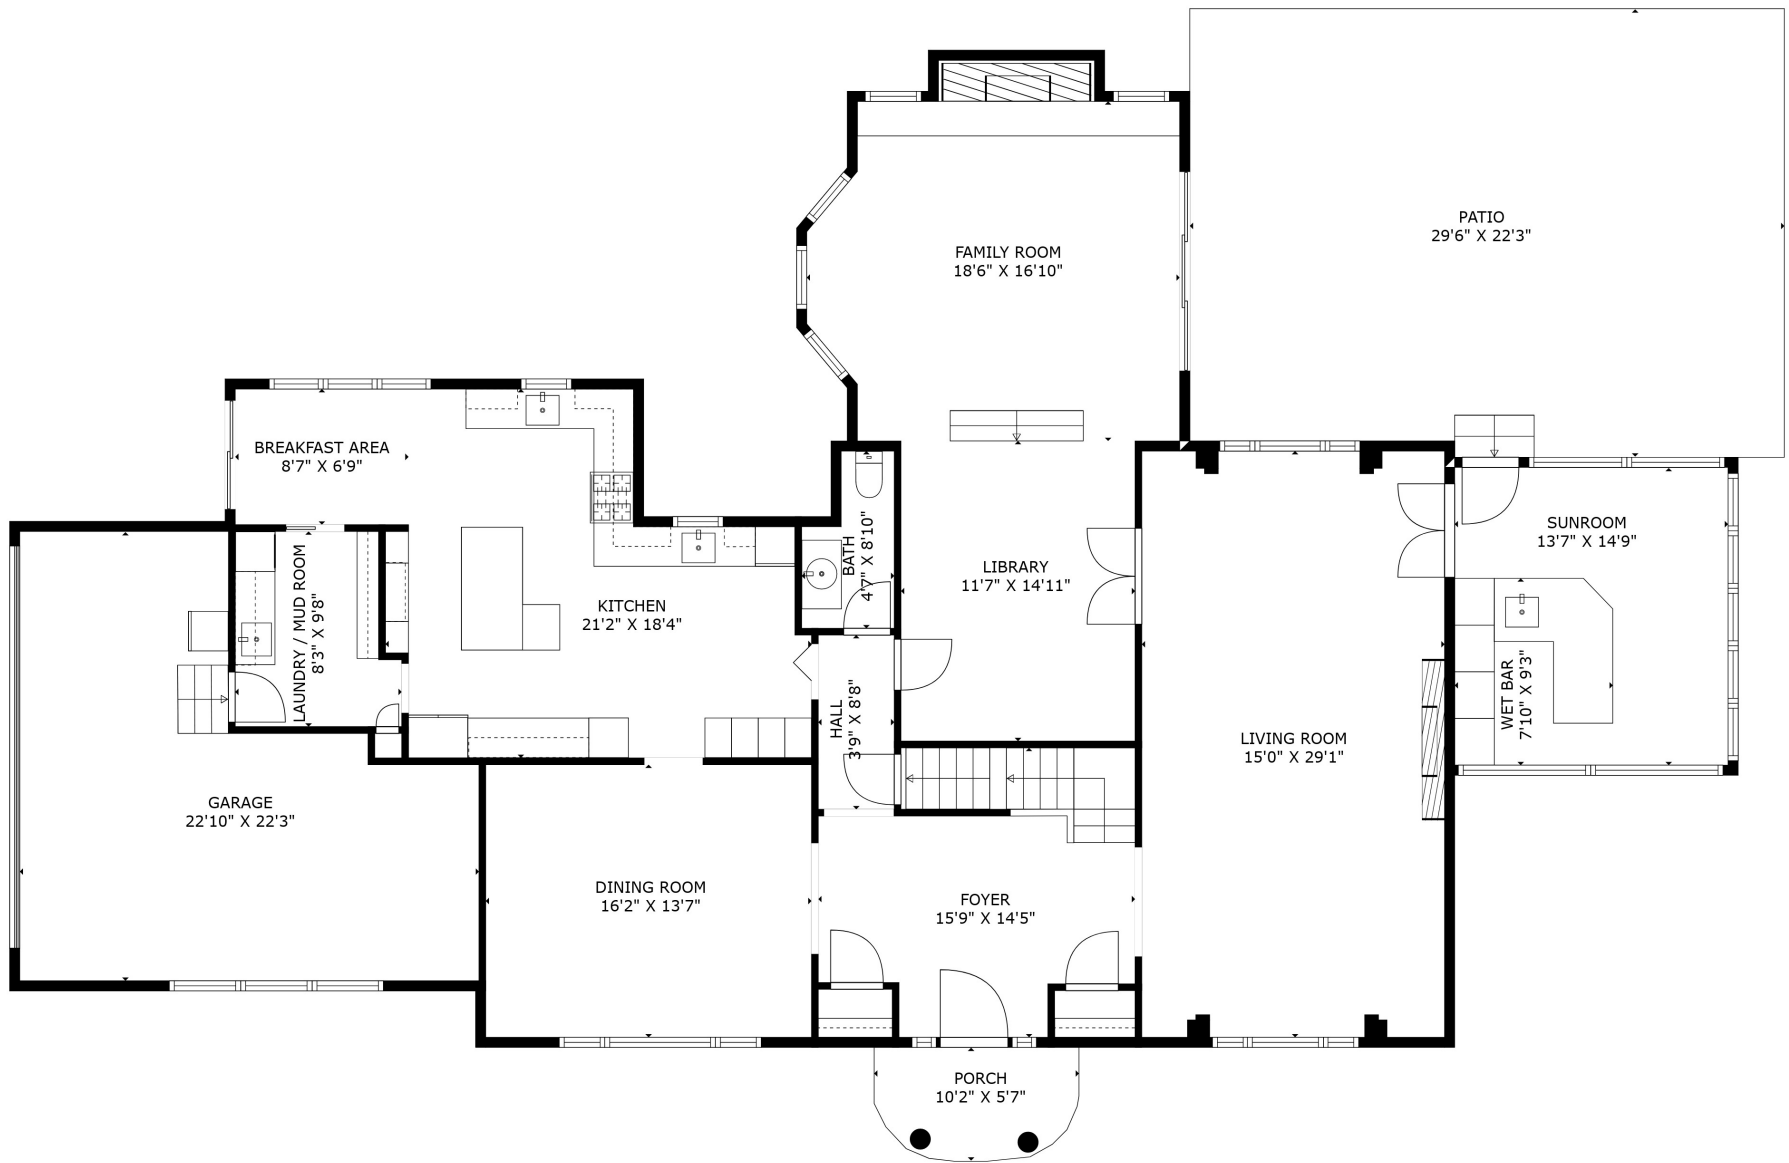 PATIO
29'6" X 22'3"
FAMILY ROOM
18'6" X 16'10"
BREAKFAST AREA
8'7" X 6'9"
SUNROOM
13'7" X 14'9"
BATH
4'7" X 8'10"
LIBRARY
11'7" X 14'11"
KITCHEN
21'2" X 18'4"
LAUNDRY / MUD ROOM
8'3" X 9'8"
HALL
3'9" X 8'8"
WET BAR
7'10" X 9'3"
LIVING ROOM
15'0" X 29'1"
GARAGE
22'10" X 22'3"
DINING ROOM
16'2" X 13'7"
FOYER
15'9" X 14'5"
PORCH
10'2" X 5'7"